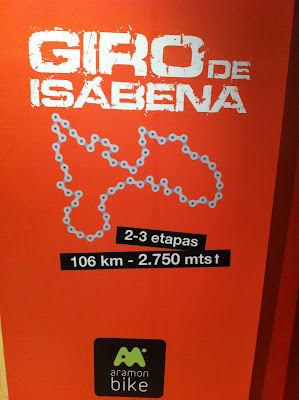 GIRO DE
ISÁBENA
2-3 etapas
106 km - 2.750 mts↑
aramon
bike